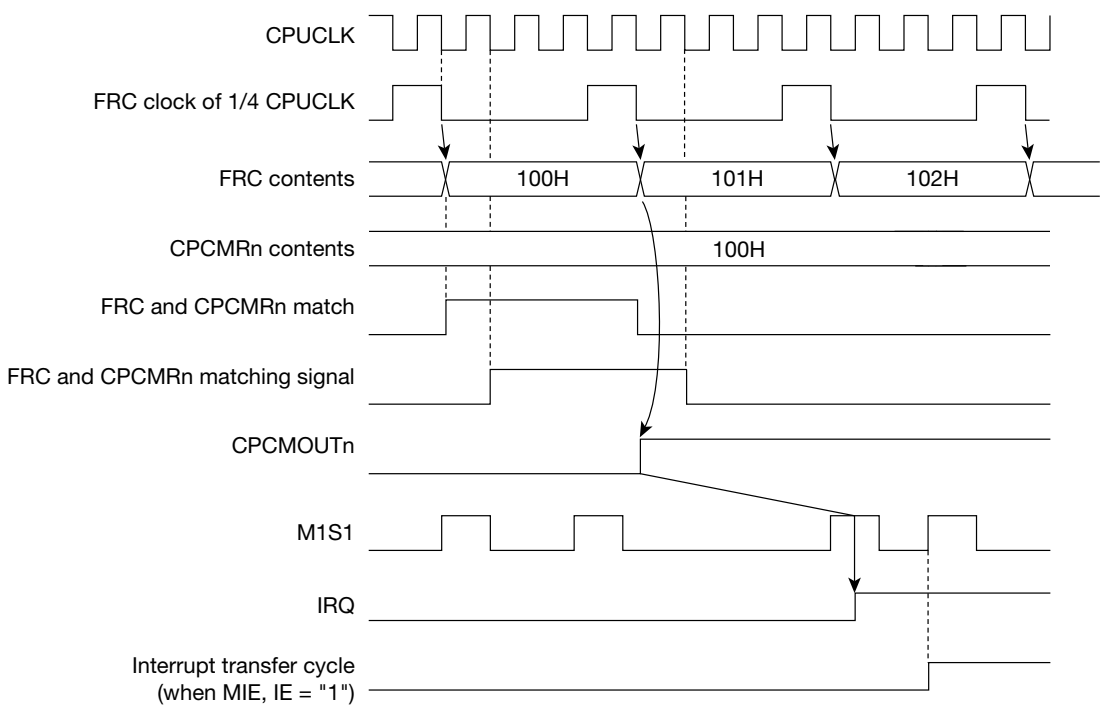 CPUCLK
FRC clock of 1/4 CPUCLK
FRC contents
100H
101H
102H
CPCMRn contents
100H
FRC and CPCMRn match
FRC and CPCMRn matching signal
CPCMOUTn
M1S1
IRQ
Interrupt transfer cycle
(when MIE, IE = "1")